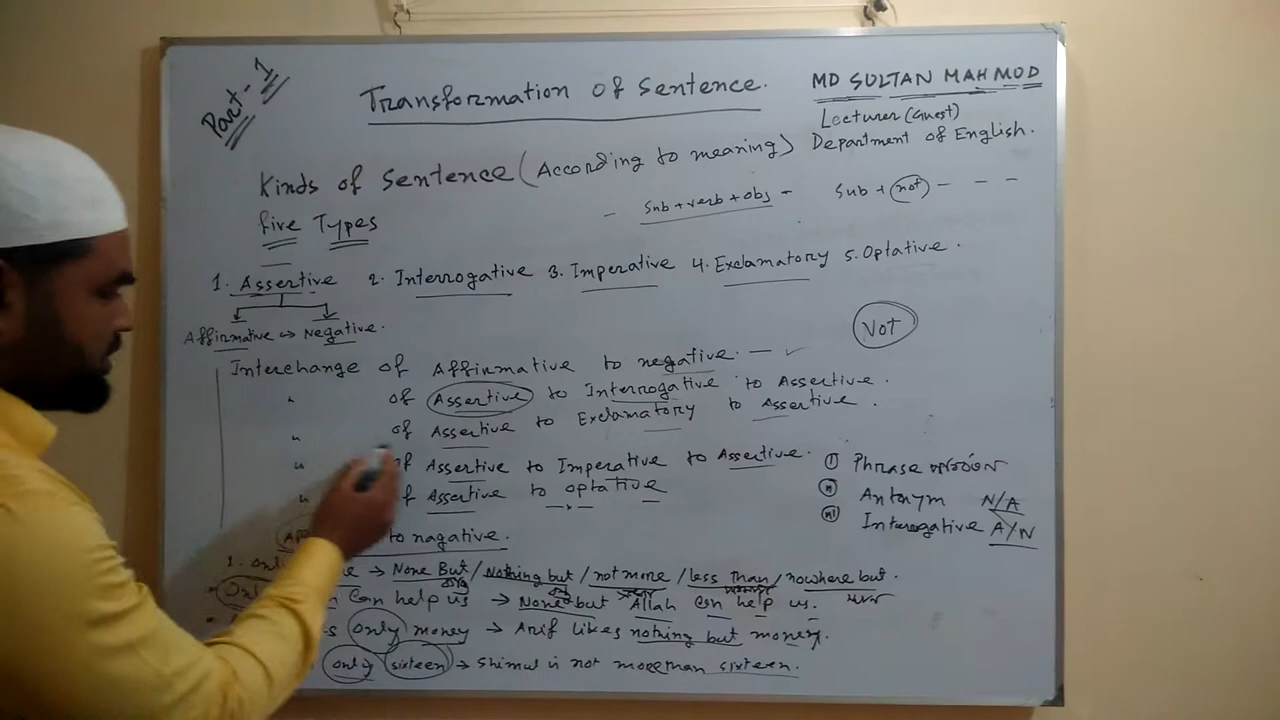 Part-1
Transformation of sentence.
MD SULTAN MAHMOD
Lecturer (Guest)
Department of English.
Kinds of sentence (According to meaning)
Five Types
- Sub + verb + obj -
Sub + not - - -
1. Assertive 2. Interrogative 3. Imperative 4. Exclamatory 5. Optative.
Affirmative ↔ Negative.
Not
Interchange of Affirmative to negative. — ✓
" of Assertive to Interrogative to Assertive.
" of Assertive to Exclamatory to Assertive.
" of Assertive to Imperative to Assertive.
" of Assertive to optative
to nagative.
(i) Phrase
(ii) Antonym N/A
(iii) Interogative A/N
1. → None But / Nothing but / not more / less Than / nowhere but.
can help us → None but Allah can help us.
only money → Arif likes nothing but money.
only sixteen → Shimul is not more than sixteen.